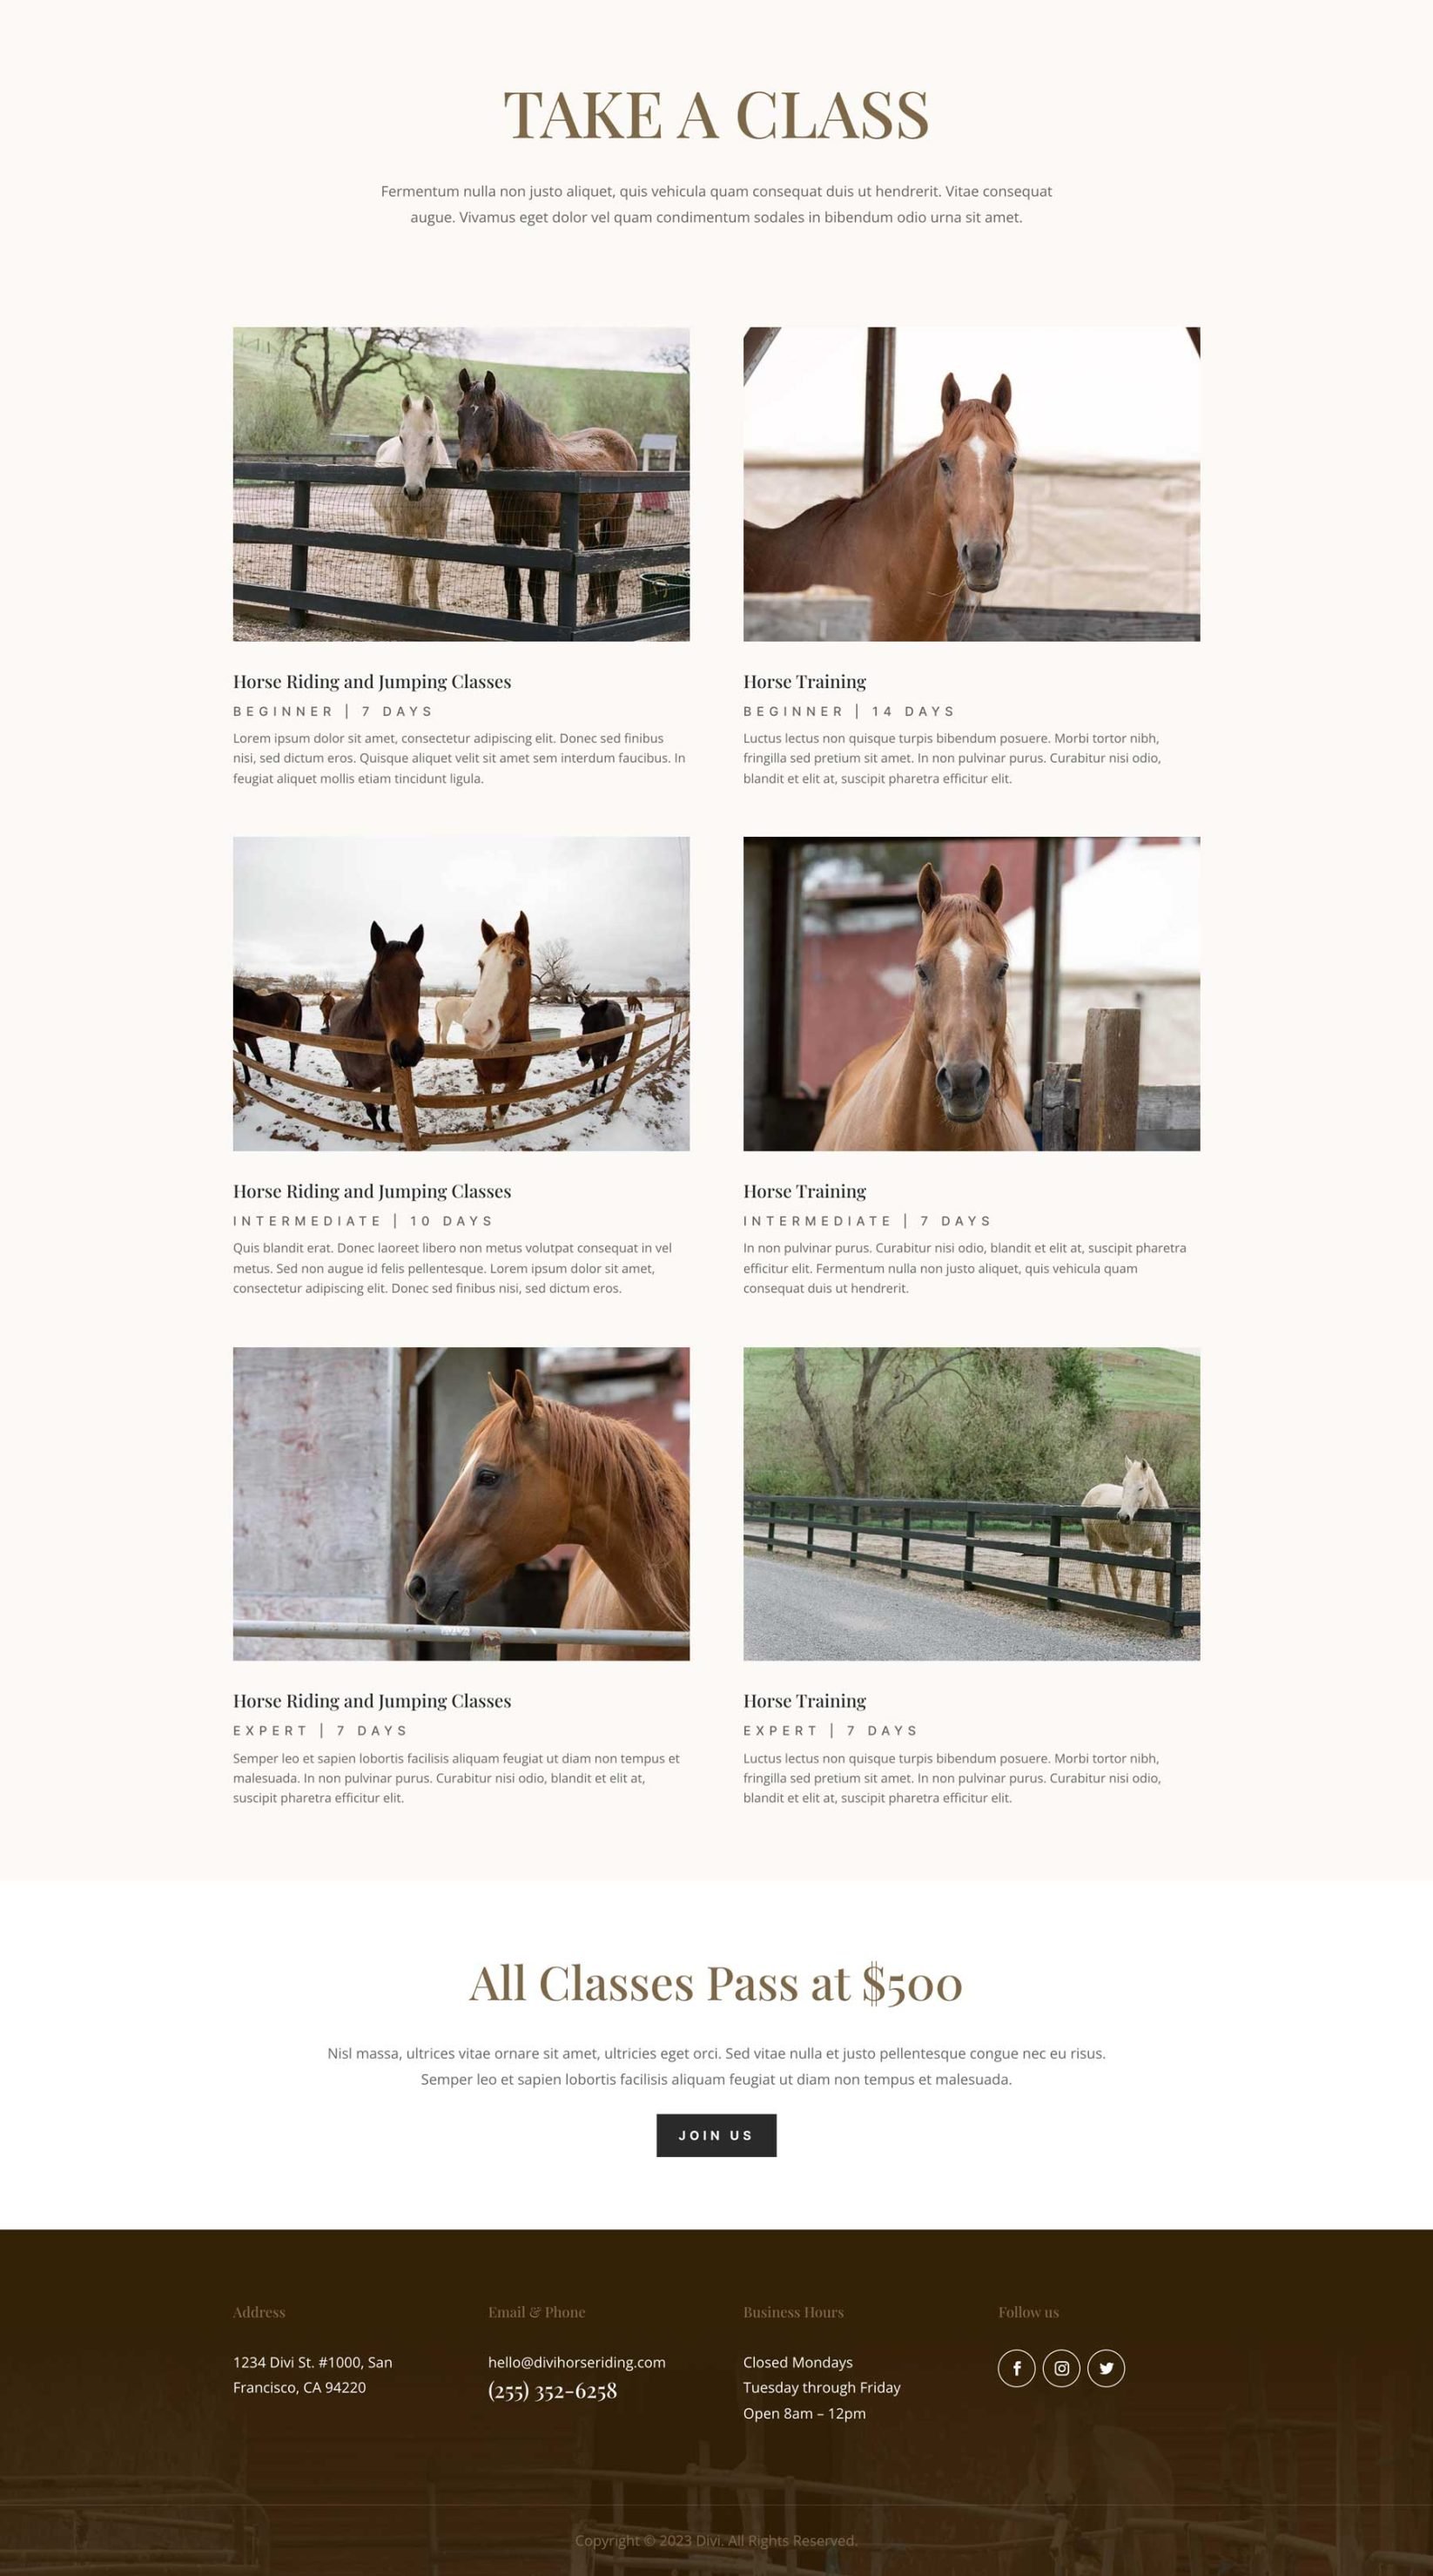 TAKE A CLASS
Fermentum nulla non justo aliquet, quis vehicula quam consequat duis ut hendrerit. Vitae consequat
augue. Vivamus eget dolor vel quam condimentum sodales in bibendum odio urna sit amet.
Horse Riding and Jumping Classes
BEGINNER | 7 DAYS
Lorem ipsum dolor sit amet, consectetur adipiscing elit. Donec sed finibus
nisi, sed dictum eros. Quisque aliquet velit sit amet sem interdum faucibus. In
feugiat aliquet mollis etiam tincidunt ligula.
Horse Training
BEGINNER | 14 DAYS
Luctus lectus non quisque turpis bibendum posuere. Morbi tortor nibh,
fringilla sed pretium sit amet. In non pulvinar purus. Curabitur nisi odio,
blandit et elit at, suscipit pharetra efficitur elit.
Horse Riding and Jumping Classes
INTERMEDIATE | 10 DAYS
Quis blandit erat. Donec laoreet libero non metus volutpat consequat in vel
metus. Sed non augue id felis pellentesque. Lorem ipsum dolor sit amet,
consectetur adipiscing elit. Donec sed finibus nisi, sed dictum eros.
Horse Training
INTERMEDIATE | 7 DAYS
In non pulvinar purus. Curabitur nisi odio, blandit et elit at, suscipit pharetra
efficitur elit. Fermentum nulla non justo aliquet, quis vehicula quam
consequat duis ut hendrerit.
Horse Riding and Jumping Classes
EXPERT | 7 DAYS
Semper leo et sapien lobortis facilisis aliquam feugiat ut diam non tempus et
malesuada. In non pulvinar purus. Curabitur nisi odio, blandit et elit at,
suscipit pharetra efficitur elit.
Horse Training
EXPERT | 7 DAYS
Luctus lectus non quisque turpis bibendum posuere. Morbi tortor nibh,
fringilla sed pretium sit amet. In non pulvinar purus. Curabitur nisi odio,
blandit et elit at, suscipit pharetra efficitur elit.
All Classes Pass at $500
Nisl massa, ultrices vitae ornare sit amet, ultricies eget orci. Sed vitae nulla et justo pellentesque congue nec eu risus.
Semper leo et sapien lobortis facilisis aliquam feugiat ut diam non tempus et malesuada.
JOIN US
Address
1234 Divi St. #1000, San
Francisco, CA 94220
Email & Phone
hello@divihorseriding.com
(255) 352-6258
Business Hours
Closed Mondays
Tuesday through Friday
Open 8am – 12pm
Follow us
Copyright © 2023 Divi. All Rights Reserved.